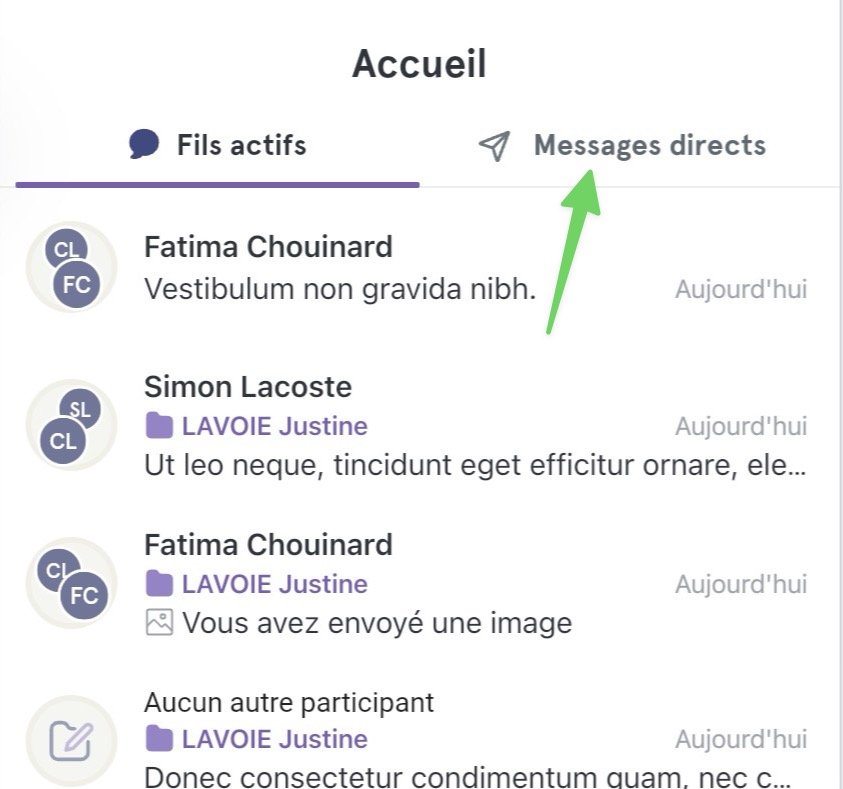 Accueil
Fils actifs
Messages directs
CL
FC
Fatima Chouinard
Vestibulum non gravida nibh.
Aujourd'hui
SL
CL
Simon Lacoste
LAVOIE Justine
Aujourd'hui
Ut leo neque, tincidunt eget efficitur ornare, ele...
CL
FC
Fatima Chouinard
LAVOIE Justine
Aujourd'hui
Vous avez envoyé une image
Aucun autre participant
LAVOIE Justine
Aujourd'hui
Donec consectetur condimentum quam, nec c...